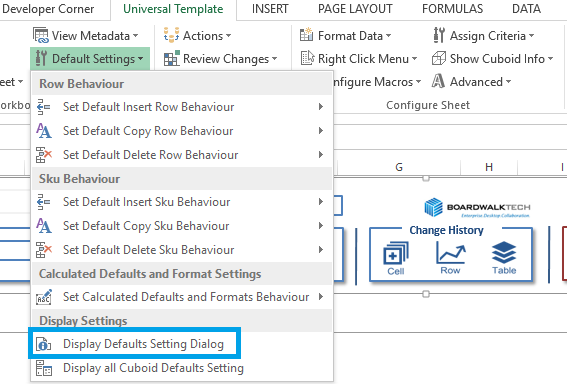 Developer Corner Universal Template INSERT PAGE LAYOUT FORMULAS DATA
View Metadata Actions Format Data Assign Criteria
Default Settings Review Changes Right Click Menu Show Cuboid Info
Configure Macros Advanced
Configure Sheet
Row Behaviour
Set Default Insert Row Behaviour
Set Default Copy Row Behaviour
Set Default Delete Row Behaviour
Sku Behaviour
Set Default Insert Sku Behaviour
Set Default Copy Sku Behaviour
Set Default Delete Sku Behaviour
Calculated Defaults and Format Settings
Set Calculated Defaults and Formats Behaviour
Display Settings
Display Defaults Setting Dialog
Display all Cuboid Defaults Setting
G H I
BOARDWALKTECH
Enterprise Desktop Collaboration
Change History
Cell Row Table